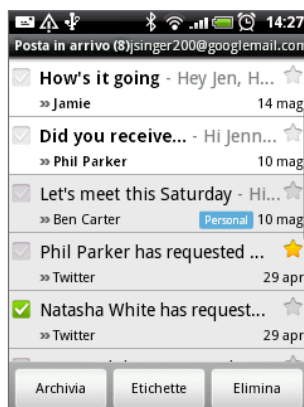 14:27
Posta in arrivo (8)jsinger200@googlemail.com
How's it going - Hey Jen, H...
» Jamie 14 mag
Did you receive... - Hi Jenn...
» Phil Parker 10 mag
Let's meet this Saturday - Hi...
» Ben Carter Personal 10 mag
Phil Parker has requested ...
» Twitter 29 apr
Natasha White has request...
» Twitter 29 apr
Archivia Etichette Elimina